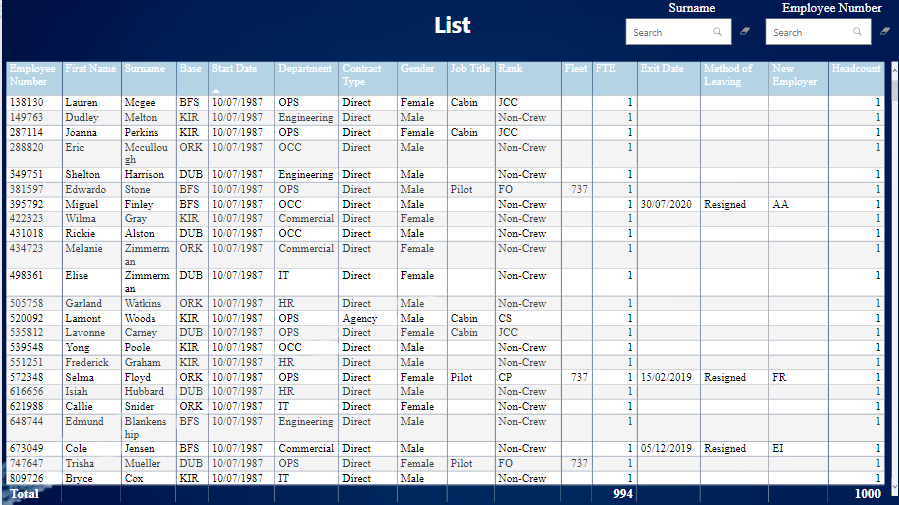 Surname Employee Number
List
Search Search
Employee Number First Name Surname Base Start Date Department Contract Type Gender Job Title Rank Fleet FTE Exit Date Method of Leaving New Employer Headcount
138130 Lauren Mcgee BFS 10/07/1987 OPS Direct Female Cabin JCC 1 1
149763 Dudley Melton KIR 10/07/1987 Engineering Direct Male Non-Crew 1 1
287114 Joanna Perkins KIR 10/07/1987 OPS Direct Female Cabin JCC 1 1
288820 Eric Mccullou ORK 10/07/1987 OCC Direct Male Non-Crew 1 1
gh
349751 Shelton Harrison DUB 10/07/1987 Engineering Direct Male Non-Crew 1 1
381597 Edwardo Stone BFS 10/07/1987 OPS Direct Male Pilot FO 737 1 1
395792 Miguel Finley BFS 10/07/1987 OCC Direct Male Non-Crew 1 30/07/2020 Resigned AA 1
422323 Wilma Gray KIR 10/07/1987 Commercial Direct Female Non-Crew 1 1
431018 Rickie Alston DUB 10/07/1987 OCC Direct Male Non-Crew 1 1
434723 Melanie Zimmerm ORK 10/07/1987 Commercial Direct Female Non-Crew 1 1
an
498361 Elise Zimmerm DUB 10/07/1987 IT Direct Female Non-Crew 1 1
an
505758 Garland Watkins ORK 10/07/1987 HR Direct Male Non-Crew 1 1
520092 Lamont Woods KIR 10/07/1987 OPS Agency Male Cabin CS 1 1
535812 Lavonne Carney DUB 10/07/1987 OPS Direct Female Cabin JCC 1 1
539548 Yong Poole KIR 10/07/1987 OCC Direct Male Non-Crew 1 1
551251 Frederick Graham KIR 10/07/1987 HR Direct Male Non-Crew 1 1
572348 Selma Floyd ORK 10/07/1987 OPS Direct Female Pilot CP 737 1 15/02/2019 Resigned FR 1
616656 Isiah Hubbard DUB 10/07/1987 HR Direct Male Non-Crew 1 1
621988 Callie Snider ORK 10/07/1987 IT Direct Female Non-Crew 1 1
648744 Edmund Blankens BFS 10/07/1987 Engineering Direct Male Non-Crew 1 1
hip
673049 Cole Jensen BFS 10/07/1987 Commercial Direct Male Non-Crew 1 05/12/2019 Resigned EI 1
747647 Trisha Mueller DUB 10/07/1987 OPS Direct Female Pilot FO 737 1 1
809726 Bryce Cox KIR 10/07/1987 IT Direct Male Non-Crew 1 1
Total 994 1000